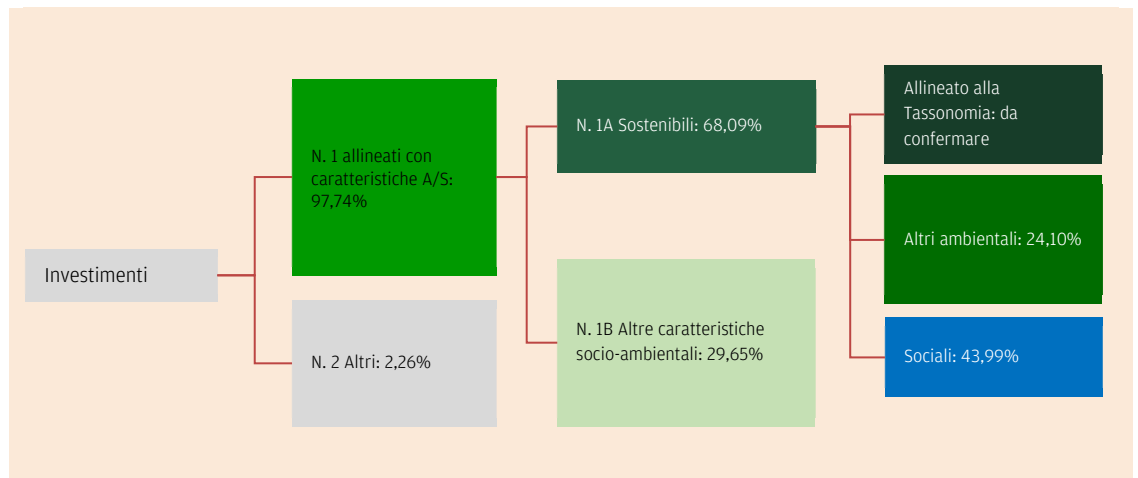 Investimenti
N. 1 allineati con
caratteristiche A/S:
97,74%
N. 2 Altri: 2,26%
N. 1A Sostenibili: 68,09%
N. 1B Altre caratteristiche
socio-ambientali: 29,65%
Allineato alla
Tassonomia: da
confermare
Altri ambientali: 24,10%
Sociali: 43,99%